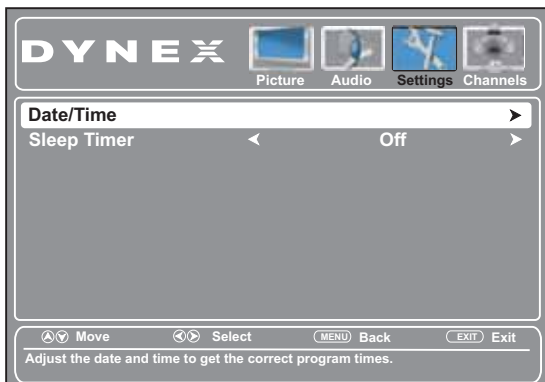 DYNEX
Picture Audio Settings Channels
Date/Time
Sleep Timer Off
Move Select MENU Back EXIT Exit
Adjust the date and time to get the correct program times.